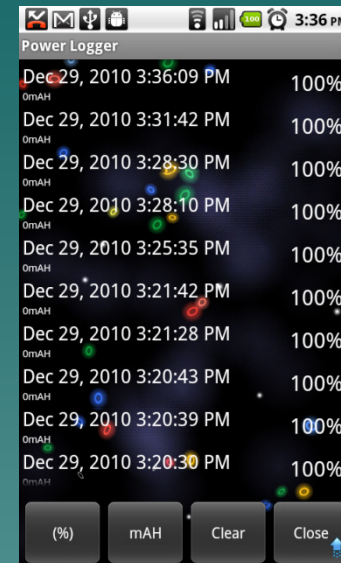 100 3:36 PM
Power Logger
Dec 29, 2010 3:36:09 PM 100%
0mAH
Dec 29, 2010 3:31:42 PM 100%
0mAH
Dec 29, 2010 3:28:30 PM 100%
0mAH
Dec 29, 2010 3:28:10 PM 100%
0mAH
Dec 29, 2010 3:25:35 PM 100%
0mAH
Dec 29, 2010 3:21:42 PM 100%
0mAH
Dec 29, 2010 3:21:28 PM 100%
0mAH
Dec 29, 2010 3:20:43 PM 100%
0mAH
Dec 29, 2010 3:20:39 PM 100%
0mAH
Dec 29, 2010 3:20:30 PM 100%
0mAH
(%) mAH Clear Close